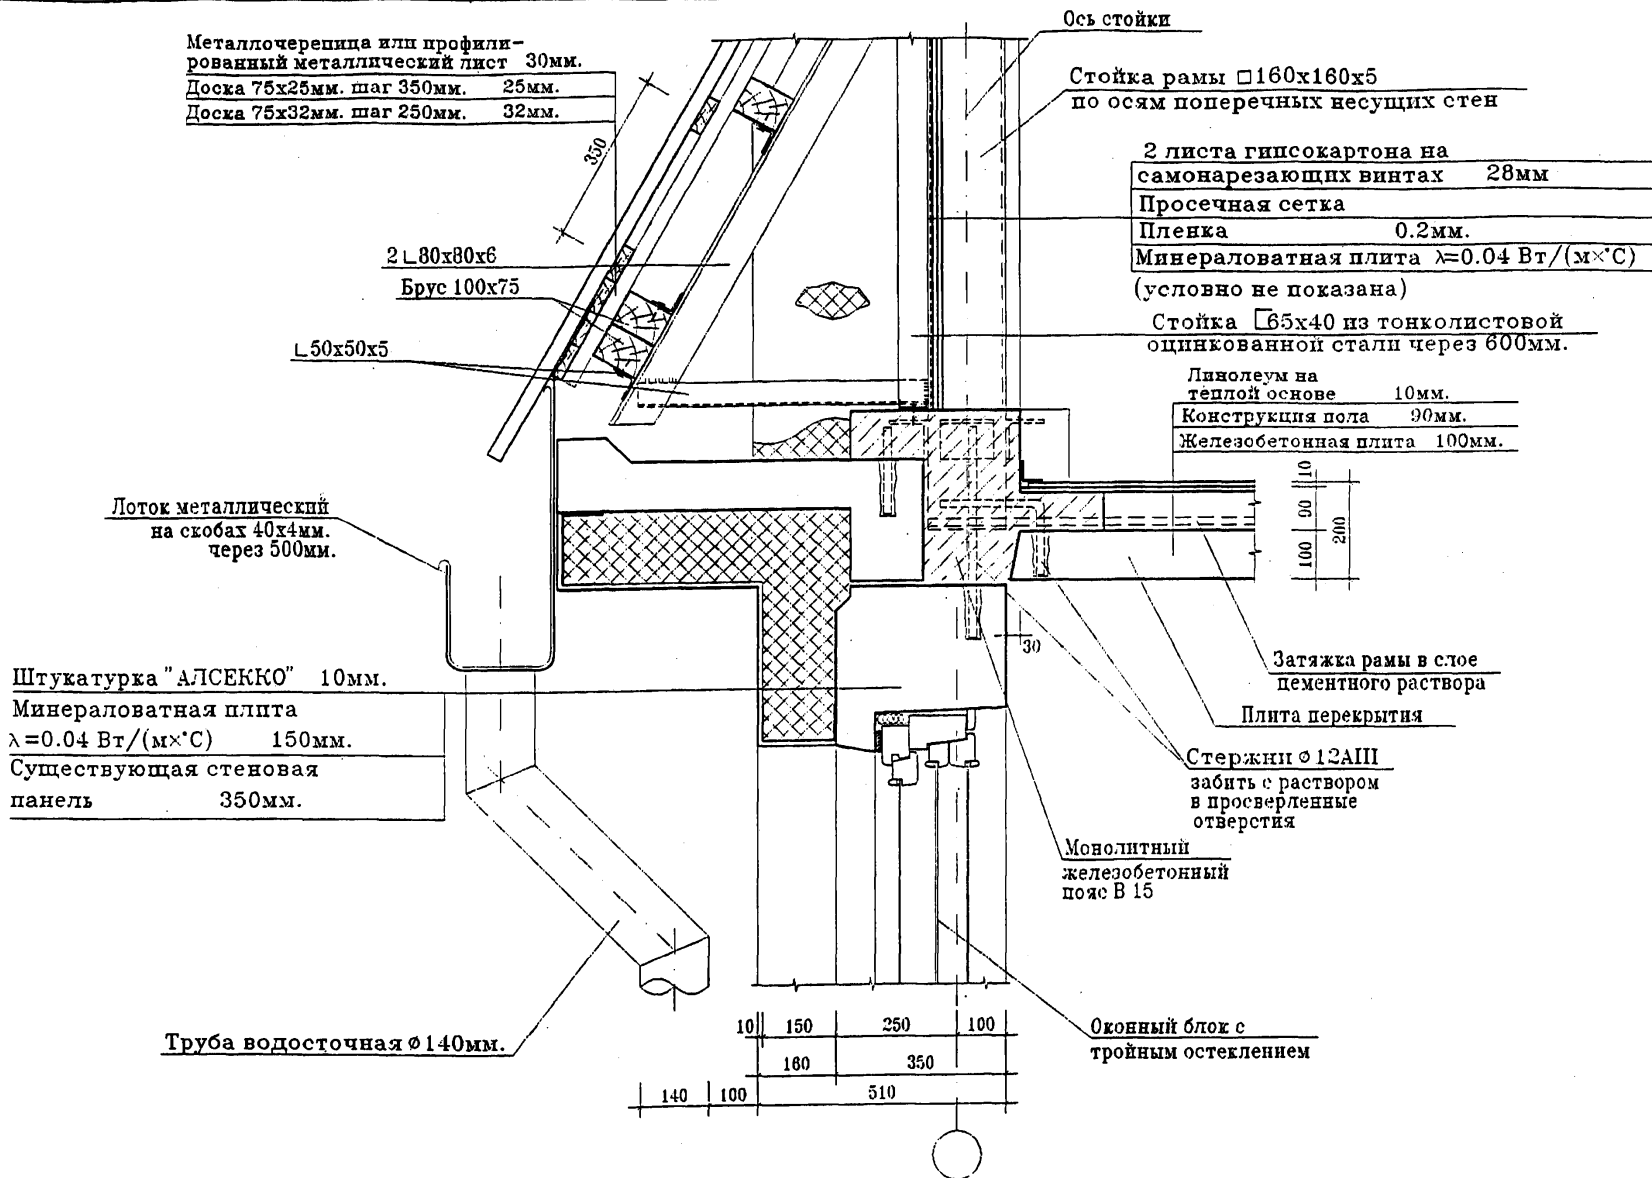 Ось стойки
Металлочерепица или профили-
рованный металлический лист 30мм.
Доска 75х25мм. шаг 350мм. 25мм.
Доска 75х32мм. шаг 250мм. 32мм.
Стойка рамы □160х160х5
по осям поперечных несущих стен
350
2 листа гипсокартона на
самонарезающих винтах 28мм
Просечная сетка
Пленка 0.2мм.
Минераловатная плита λ=0.04 Вт/(м×°С)
(условно не показана)
2∟80х80х6
Брус 100х75
∟50х50х5
Стойка [65х40 из тонколистовой
оцинкованной стали через 600мм.
Линолеум на
теплой основе 10мм.
Конструкция пола 90мм.
Железобетонная плита 100мм.
10
90
100
200
Лоток металлический
на скобах 40х4мм.
через 500мм.
30
Затяжка рамы в слое
цементного раствора
Плита перекрытия
Штукатурка "АЛСЕККО" 10мм.
Минераловатная плита
λ=0.04 Вт/(м×°С) 150мм.
Существующая стеновая
панель 350мм.
Стержни ⌀12АIII
забить с раствором
в просверленные
отверстия
Монолитный
железобетонный
пояс В 15
Труба водосточная ⌀140мм.
Оконный блок с
тройным остеклением
10 150 250 100
160 350
140 100 510